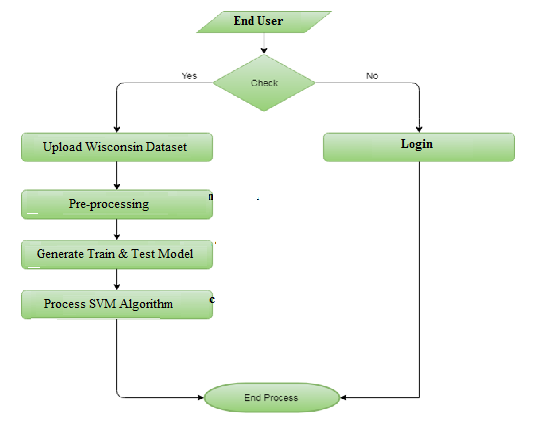 End User
Check
Yes
No
Upload Wisconsin Dataset
Login
Pre-processing
n
Generate Train & Test Model
Process SVM Algorithm
c
End Process